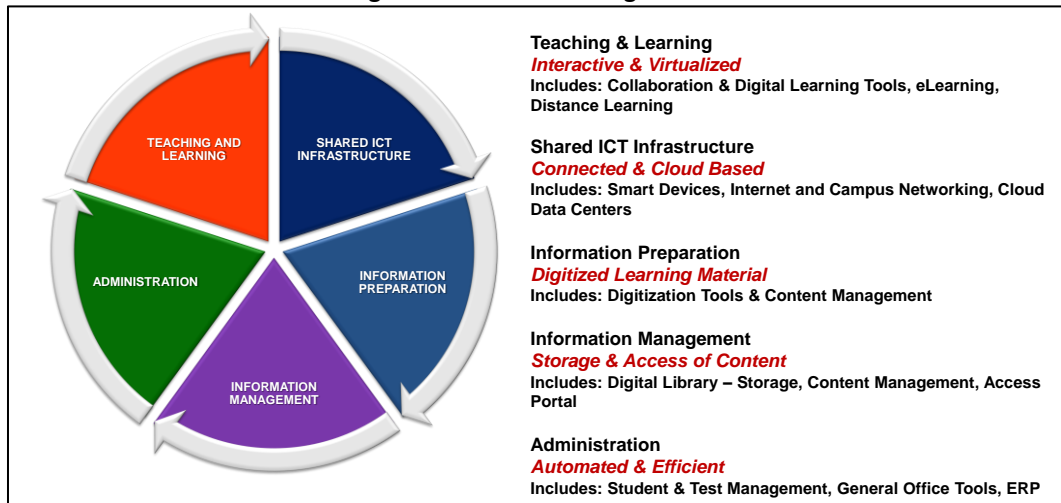 TEACHING AND
LEARNING
SHARED ICT
INFRASTRUCTURE
ADMINISTRATION
INFORMATION
PREPARATION
INFORMATION
MANAGEMENT
Teaching & Learning
Interactive & Virtualized
Includes: Collaboration & Digital Learning Tools, eLearning,
Distance Learning
Shared ICT Infrastructure
Connected & Cloud Based
Includes: Smart Devices, Internet and Campus Networking, Cloud
Data Centers
Information Preparation
Digitized Learning Material
Includes: Digitization Tools & Content Management
Information Management
Storage & Access of Content
Includes: Digital Library – Storage, Content Management, Access
Portal
Administration
Automated & Efficient
Includes: Student & Test Management, General Office Tools, ERP